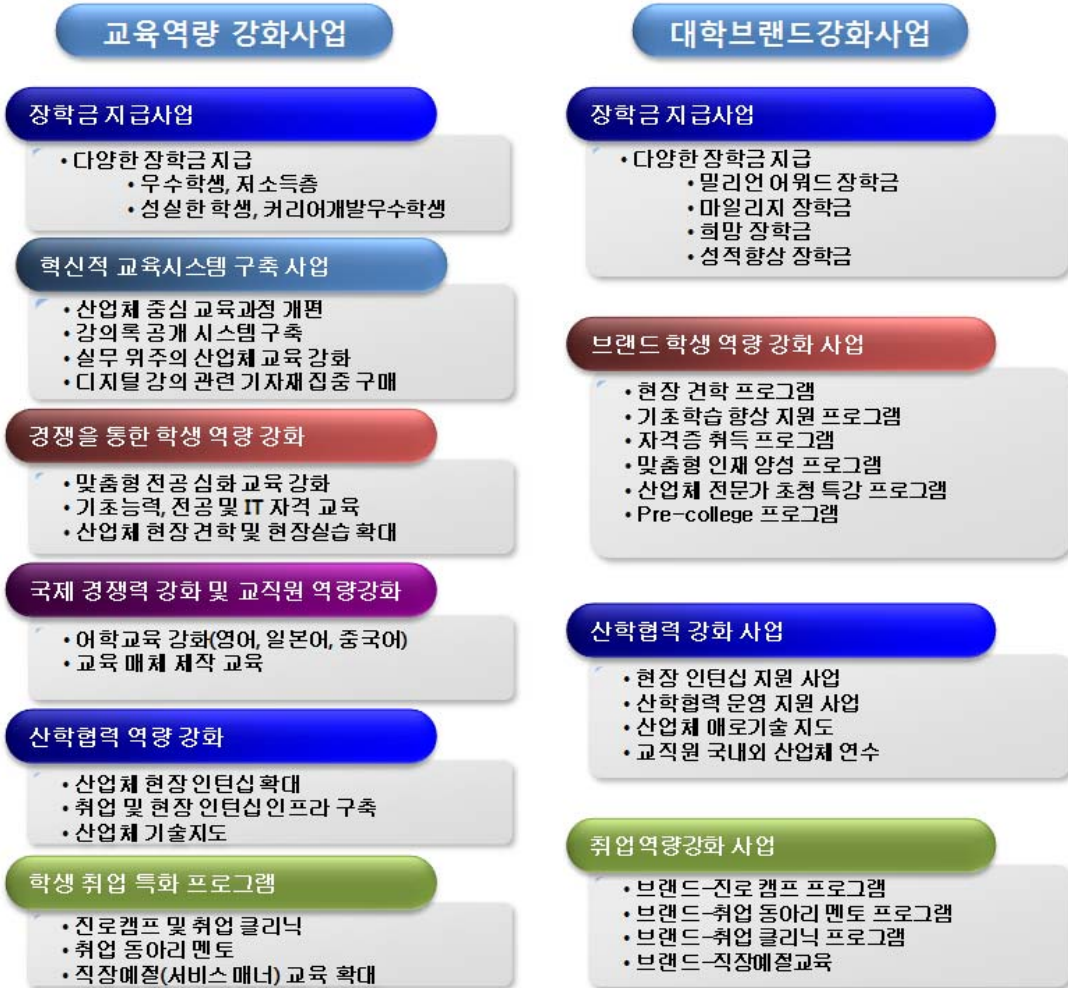 교육역량 강화사업
장학금 지급사업
• 다양한 장학금 지급
• 우수학생, 저소득층
• 성실한 학생, 커리어개발우수학생
혁신적 교육시스템 구축 사업
• 산업체 중심 교육과정 개편
• 강의록 공개 시스템 구축
• 실무 위주의 산업체 교육 강화
• 디지털 강의 관련 기자재 집중 구매
경쟁을 통한 학생 역량 강화
• 맞춤형 전공 심화 교육 강화
• 기초능력, 전공 및 IT 자격 교육
• 산업체 현장 견학 및 현장실습 확대
국제 경쟁력 강화 및 교직원 역량강화
• 어학교육 강화(영어, 일본어, 중국어)
• 교육 매체 제작 교육
산학협력 역량 강화
• 산업체 현장 인턴십 확대
• 취업 및 현장 인턴십 인프라 구축
• 산업체 기술지도
학생 취업 특화 프로그램
• 진로캠프 및 취업 클리닉
• 취업 동아리 멘토
• 직장예절(서비스 매너) 교육 확대
대학브랜드강화사업
장학금 지급사업
• 다양한 장학금 지급
• 밀리언 어워드 장학금
• 마일리지 장학금
• 희망 장학금
• 성적향상 장학금
브랜드 학생 역량 강화 사업
• 현장 견학 프로그램
• 기초학습 향상 지원 프로그램
• 자격증 취득 프로그램
• 맞춤형 인재 양성 프로그램
• 산업체 전문가 초청 특강 프로그램
• Pre-college 프로그램
산학협력 강화 사업
• 현장 인턴십 지원 사업
• 산학협력 운영 지원 사업
• 산업체 애로기술 지도
• 교직원 국내외 산업체 연수
취업역량강화 사업
• 브랜드-진로 캠프 프로그램
• 브랜드-취업 동아리 멘토 프로그램
• 브랜드-취업 클리닉 프로그램
• 브랜드-직장예절교육